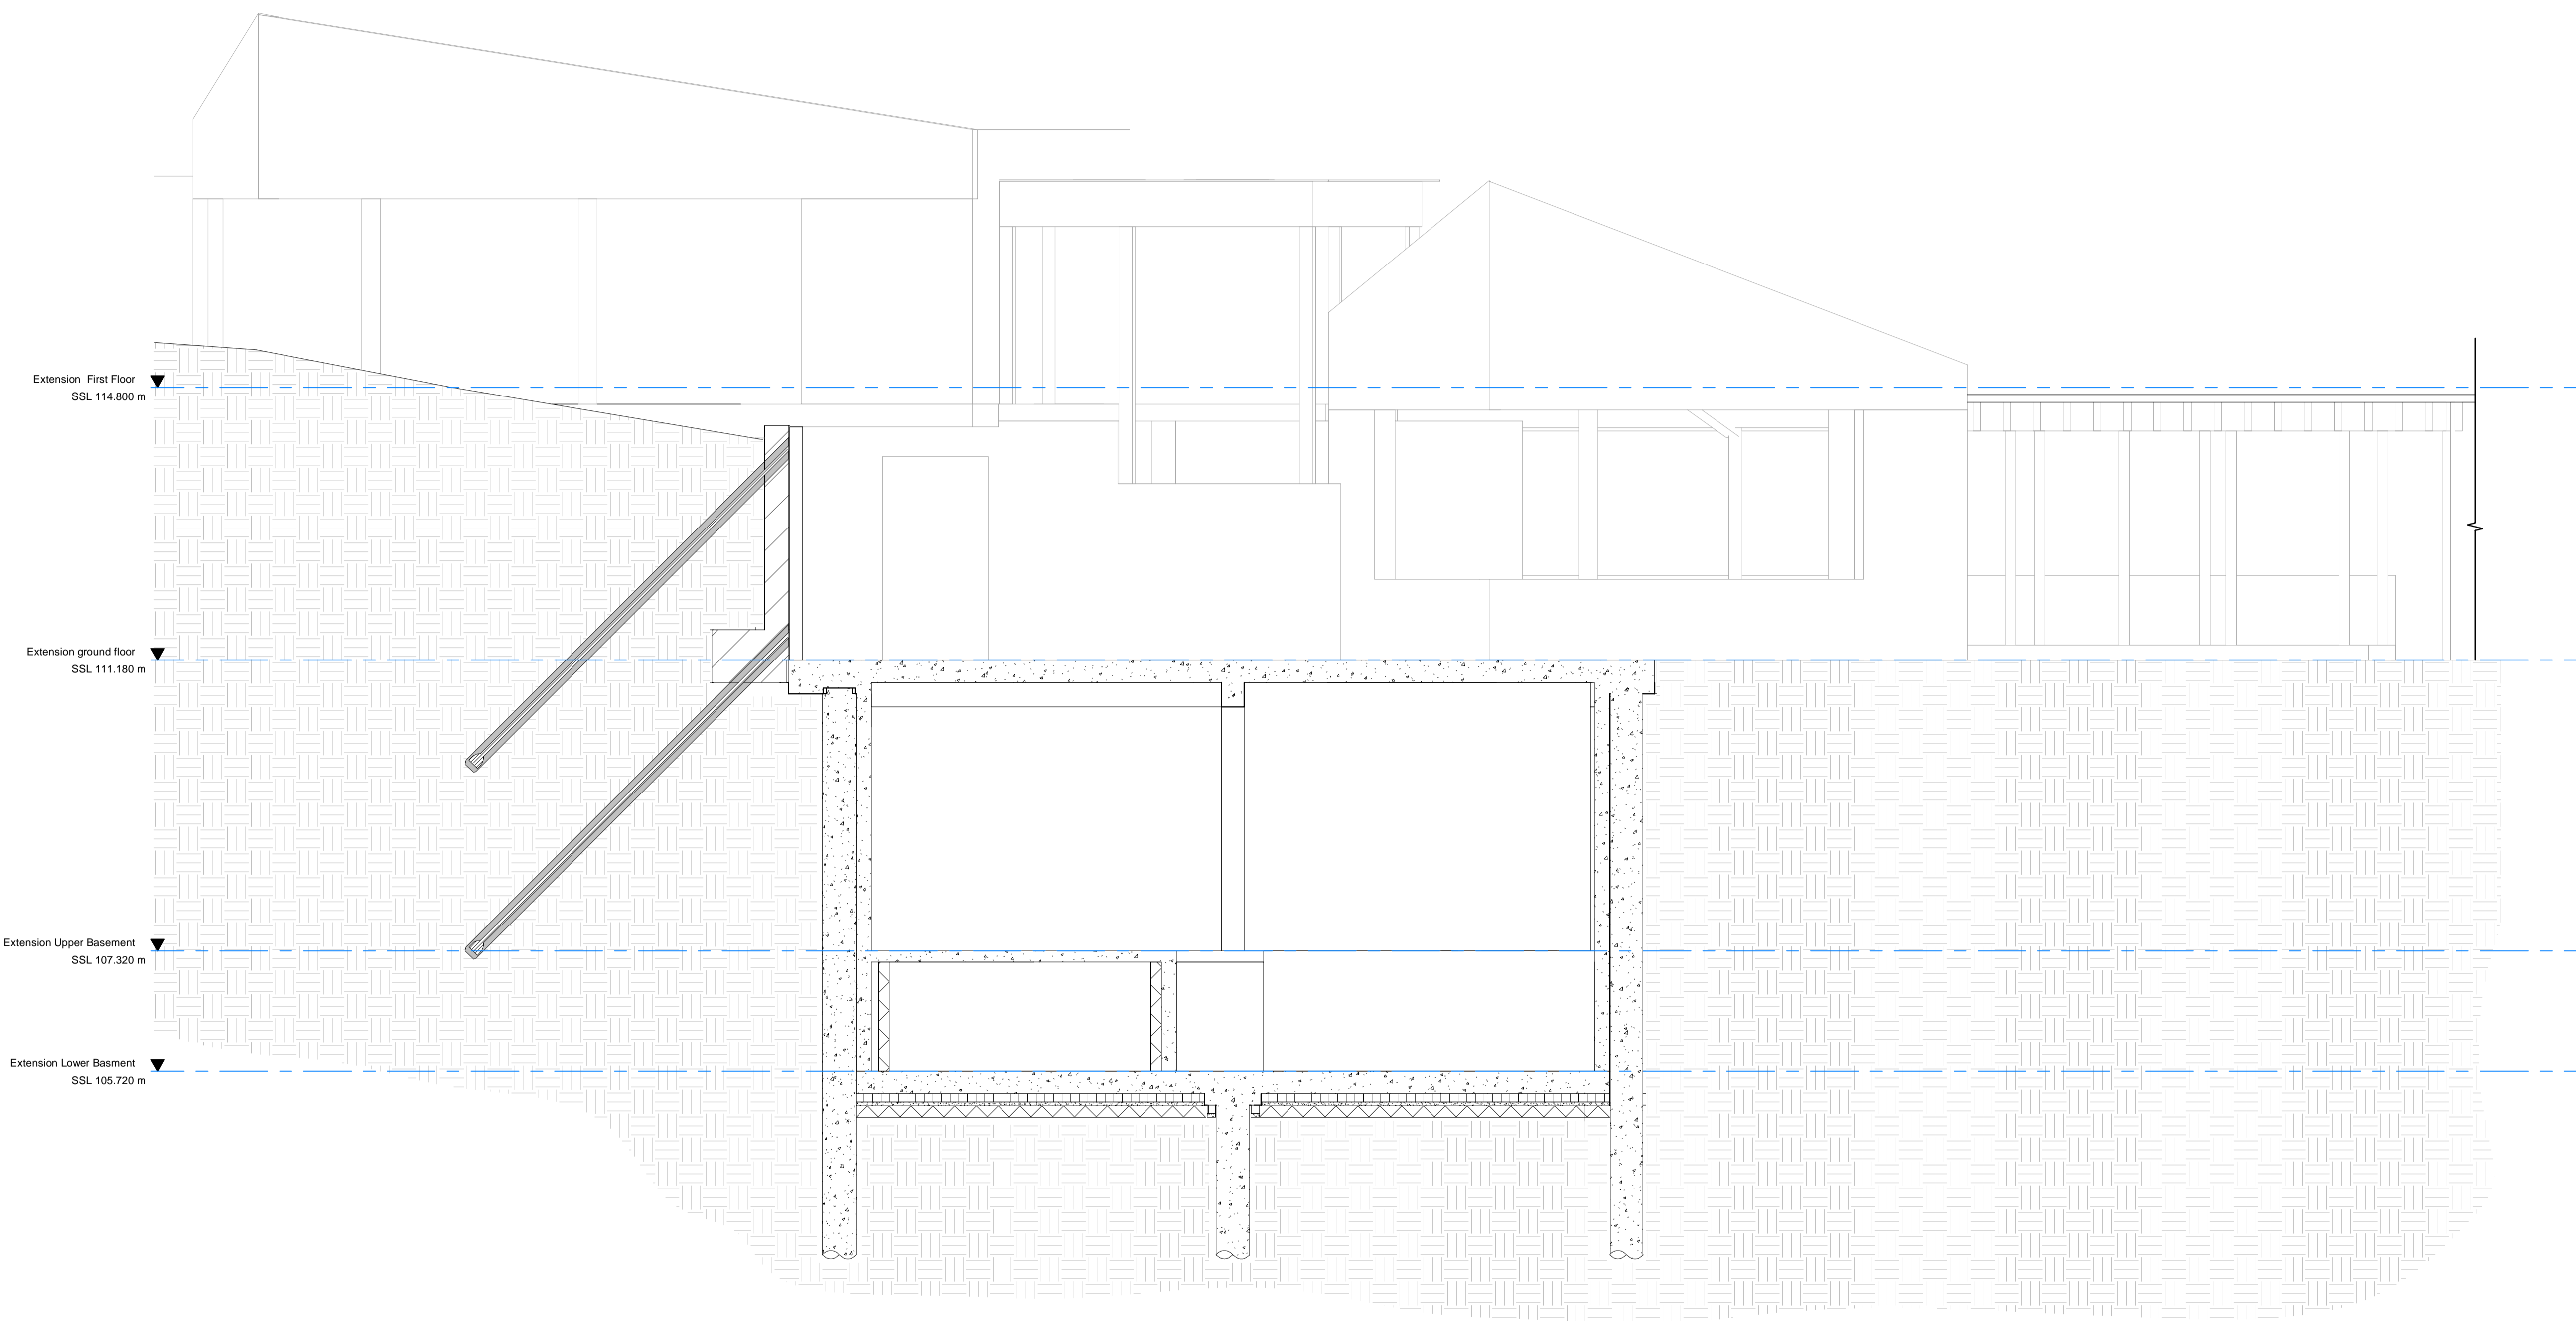 Extension  First Floor
SSL 114.800 m
Extension ground floor
SSL 111.180 m
Extension Upper Basement
SSL 107.320 m
Extension Lower Basment
SSL 105.720 m